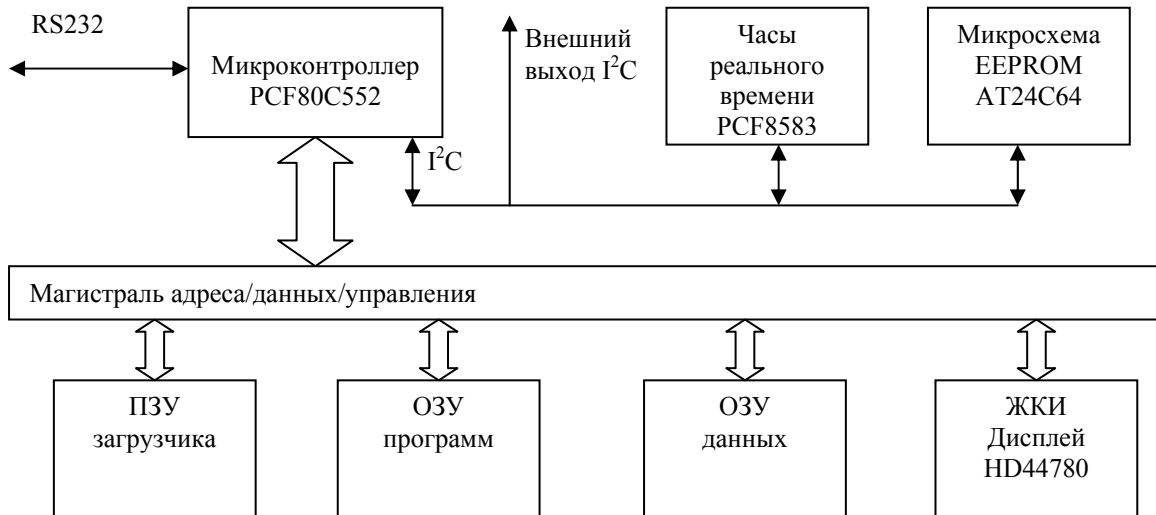 RS232
Микроконтроллер
PCF80C552
Внешний
выход I²C
Часы
реального
времени
PCF8583
Микросхема
EEPROM
AT24C64
I²C
Магистраль адреса/данных/управления
ПЗУ
загрузчика
ОЗУ
программ
ОЗУ
данных
ЖКИ
Дисплей
HD44780